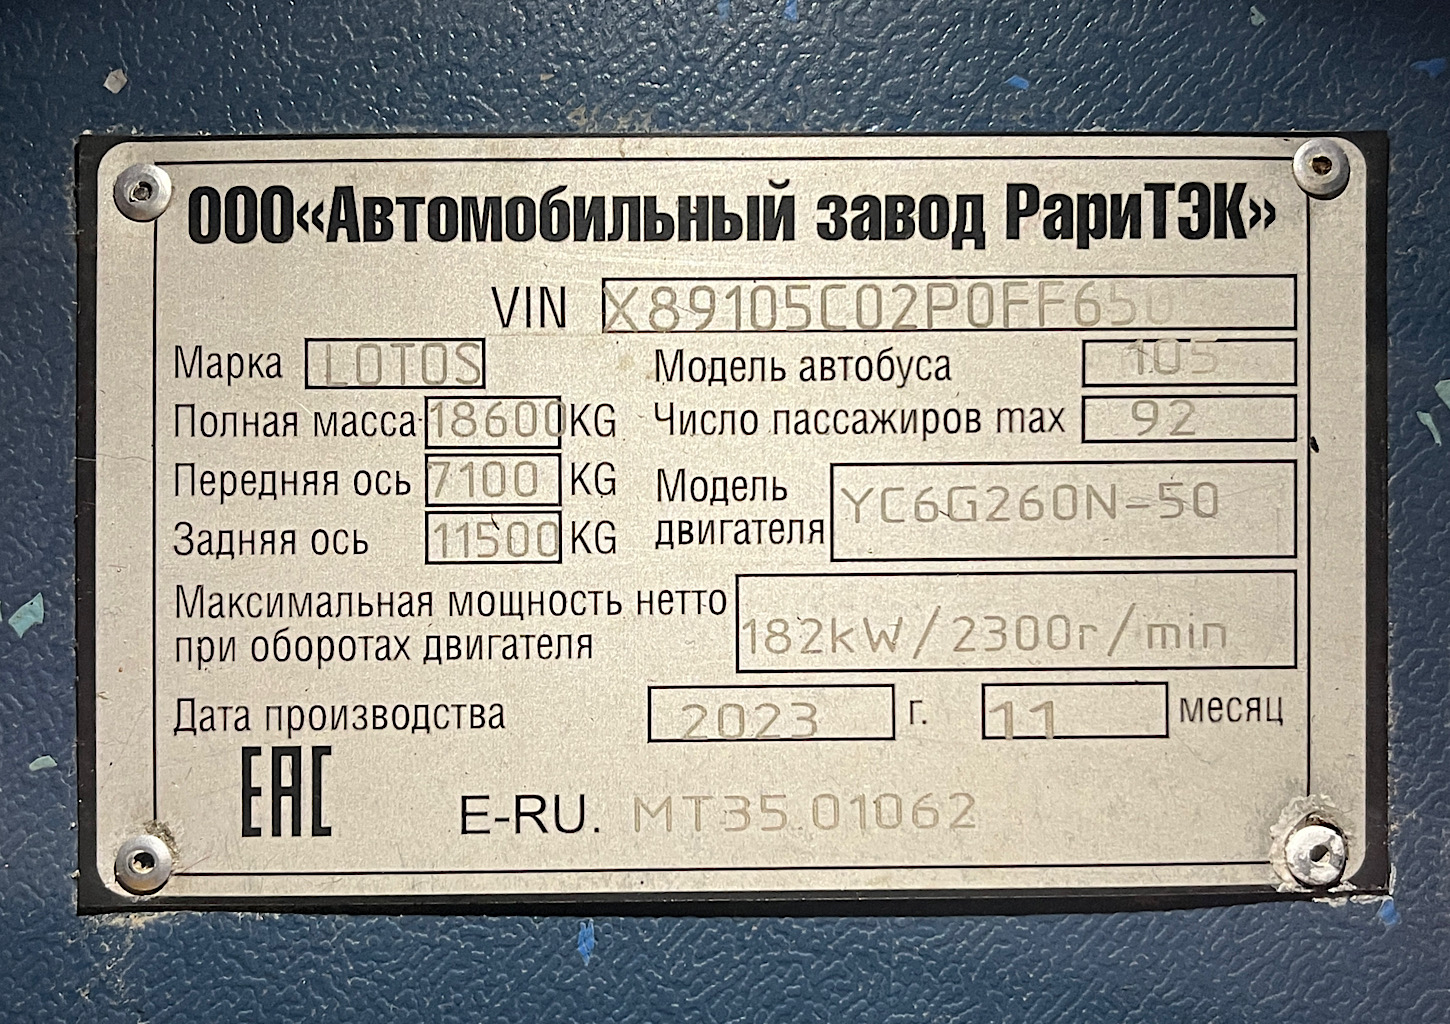 ООО«Автомобильный завод РариТЭК»
VIN X89105C02P0FF650
Марка LOTOS Модель автобуса 105
Полная масса 18600 KG Число пассажиров max 92
Передняя ось 7100 KG Модель двигателя YC6G260N-50
Задняя ось 11500 KG
Максимальная мощность нетто
при оборотах двигателя 182kW/2300r/min
Дата производства 2023 г. 11 месяц
EAC E-RU. MT35.01062